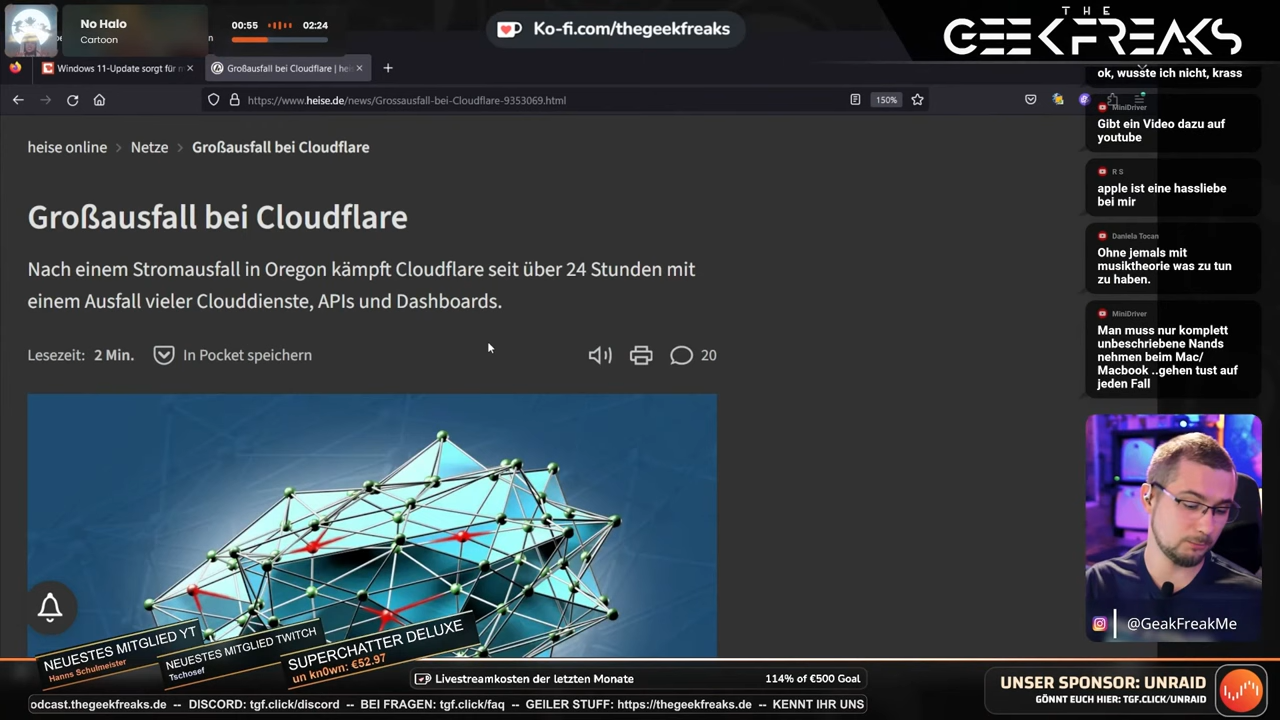 No Halo
Cartoon
00:55
02:24
Ko-fi.com/thegeekfreaks
THE
GEEKFREAKS
Windows 11-Update sorgt für
Großausfall bei Cloudflare | hei
https://www.heise.de/news/Grossausfall-bei-Cloudflare-9353069.html
150%
heise online > Netze > Großausfall bei Cloudflare
Großausfall bei Cloudflare
Nach einem Stromausfall in Oregon kämpft Cloudflare seit über 24 Stunden mit
einem Ausfall vieler Clouddienste, APIs und Dashboards.
Lesezeit: 2 Min.
In Pocket speichern
20
ok, wusste ich nicht, krass
MiniDriver
Gibt ein Video dazu auf
youtube
R S
apple ist eine hassliebe
bei mir
Daniela Tocan
Ohne jemals mit
musiktheorie was zu tun
zu haben.
MiniDriver
Man muss nur komplett
unbeschriebene Nands
nehmen beim Mac/
Macbook ..gehen tust auf
jeden Fall
@GeakFreakMe
NEUESTES MITGLIED YT
Hanns Schulmeister
NEUESTES MITGLIED TWITCH
Tschosef
SUPERCHATTER DELUXE
un kn0wn: €52.97
Livestreamkosten der letzten Monate
114% of €500 Goal
UNSER SPONSOR: UNRAID
GÖNNT EUCH HIER: TGF.CLICK/UNRAID
odcast.thegeekfreaks.de -- DISCORD: tgf.click/discord -- BEI FRAGEN: tgf.click/faq -- GEILER STUFF: https://thegeekfreaks.de -- KENNT IHR UNS